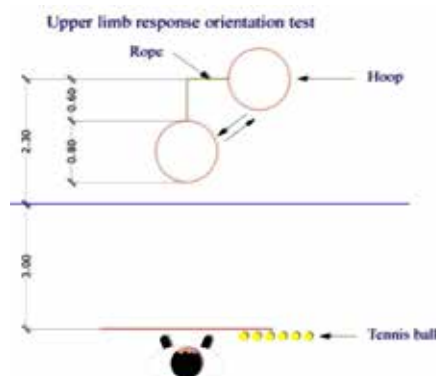 Upper limb response orientation test
Rope
Hoop
0.60
2.30
0.80
3.00
Tennis ball